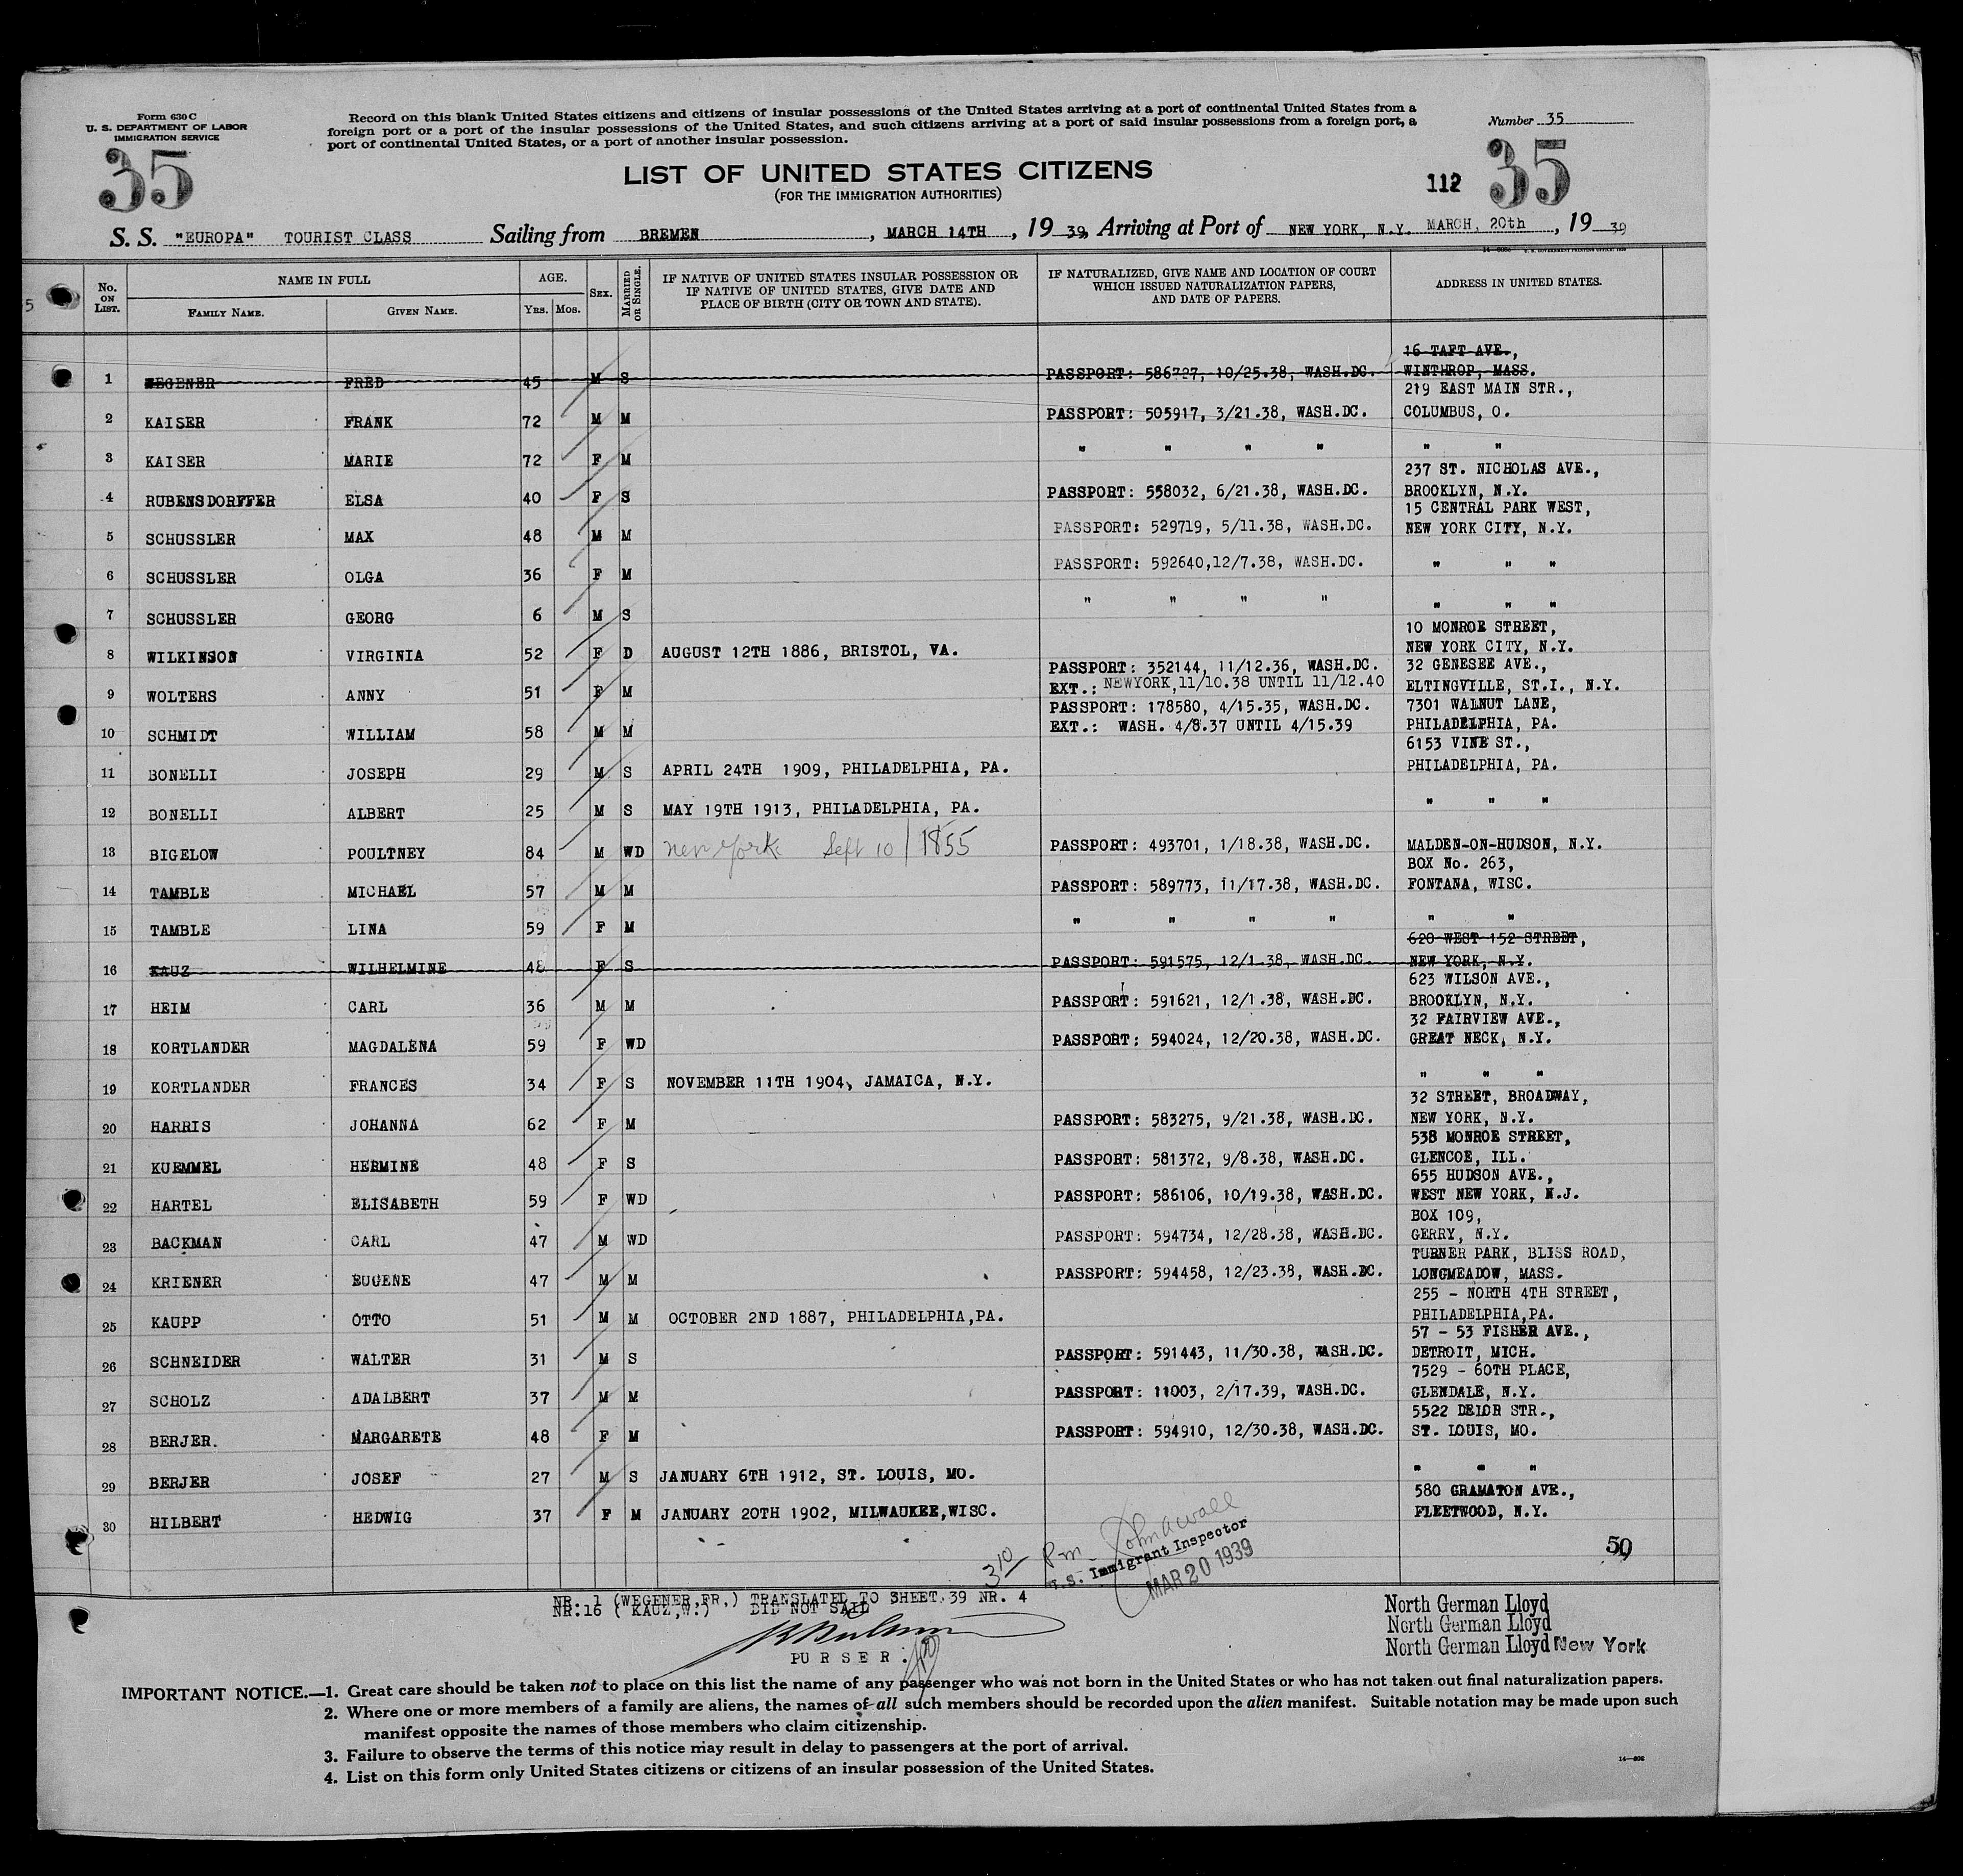 Form 630 C
U. S. DEPARTMENT OF LABOR
IMMIGRATION SERVICE
35
Record on this blank United States citizens and citizens of insular possessions of the United States arriving at a port of continental United States from a
foreign port or a port of the insular possessions of the United States, and such citizens arriving at a port of said insular possessions from a foreign port, a
port of continental United States, or a port of another insular possession.
Number 35
LIST OF UNITED STATES CITIZENS
(FOR THE IMMIGRATION AUTHORITIES)
112 35
S. S. "EUROPA" TOURIST CLASS Sailing from BREMEN, MARCH 14TH, 19 39, Arriving at Port of NEW YORK, N.Y. MARCH, 20th, 19 39
No. ON LIST.
NAME IN FULL
FAMILY NAME. GIVEN NAME.
AGE.
YRS. MOS.
SEX.
MARRIED OR SINGLE.
IF NATIVE OF UNITED STATES INSULAR POSSESSION OR
IF NATIVE OF UNITED STATES, GIVE DATE AND
PLACE OF BIRTH (CITY OR TOWN AND STATE).
IF NATURALIZED, GIVE NAME AND LOCATION OF COURT
WHICH ISSUED NATURALIZATION PAPERS,
AND DATE OF PAPERS.
ADDRESS IN UNITED STATES.
16 TAFT AVE.,
1 WEGENER FRED 45 M S PASSPORT: 586727, 10/25.38, WASH.DC. WINTHROP, MASS.
219 EAST MAIN STR.,
2 KAISER FRANK 72 M M PASSPORT: 505917, 3/21.38, WASH.DC. COLUMBUS, O.
3 KAISER MARIE 72 F M " " " " " "
237 ST. NICHOLAS AVE.,
4 RUBENSDORFFER ELSA 40 F S PASSPORT: 558032, 6/21.38, WASH.DC. BROOKLYN, N.Y.
15 CENTRAL PARK WEST,
5 SCHUSSLER MAX 48 M M PASSPORT: 529719, 5/11.38, WASH.DC. NEW YORK CITY, N.Y.
6 SCHUSSLER OLGA 36 F M PASSPORT: 592640,12/7.38, WASH.DC. " " "
7 SCHUSSLER GEORG 6 M S " " " " " " "
10 MONROE STREET,
8 WILKINSON VIRGINIA 52 F D AUGUST 12TH 1886, BRISTOL, VA. NEW YORK CITY, N.Y.
PASSPORT: 352144, 11/12.36, WASH.DC. 32 GENESEE AVE.,
9 WOLTERS ANNY 51 F M EXT.: NEWYORK,11/10.38 UNTIL 11/12.40 ELTINGVILLE, ST.I., N.Y.
PASSPORT: 178580, 4/15.35, WASH.DC. 7301 WALNUT LANE,
10 SCHMIDT WILLIAM 58 M M EXT.: WASH. 4/8.37 UNTIL 4/15.39 PHILADELPHIA, PA.
6153 VINE ST.,
11 BONELLI JOSEPH 29 M S APRIL 24TH 1909, PHILADELPHIA, PA. PHILADELPHIA, PA.
12 BONELLI ALBERT 25 M S MAY 19TH 1913, PHILADELPHIA, PA. " " "
13 BIGELOW POULTNEY 84 M WD New York Sept 10 / 1855 PASSPORT: 493701, 1/18.38, WASH.DC. MALDEN-ON-HUDSON, N.Y.
BOX No. 263,
14 TAMBLE MICHAEL 57 M M PASSPORT: 589773, 11/17.38, WASH.DC. FONTANA, WISC.
15 TAMBLE LINA 59 F M " " " " " "
620 WEST 152 STREET,
16 KAUZ WILHELMINE 48 F S PASSPORT: 591575, 12/1.38, WASH.DC. NEW YORK, N.Y.
623 WILSON AVE.,
17 HEIM CARL 36 M M PASSPORT: 591621, 12/1.38, WASH.DC. BROOKLYN, N.Y.
32 FAIRVIEW AVE.,
18 KORTLANDER MAGDALENA 59 F WD PASSPORT: 594024, 12/20.38, WASH.DC. GREAT NECK, N.Y.
19 KORTLANDER FRANCES 34 F S NOVEMBER 11TH 1904, JAMAICA, N.Y. " " "
32 STREET, BROADWAY,
20 HARRIS JOHANNA 62 F M PASSPORT: 583275, 9/21.38, WASH.DC. NEW YORK, N.Y.
538 MONROE STREET,
21 KUEMMEL HERMINE 48 F S PASSPORT: 581372, 9/8.38, WASH.DC. GLENCOE, ILL.
655 HUDSON AVE.,
22 HARTEL ELISABETH 59 F WD PASSPORT: 586106, 10/19.38, WASH.DC. WEST NEW YORK, N.J.
BOX 109,
23 BACKMAN CARL 47 M WD PASSPORT: 594734, 12/28.38, WASH.DC. GERRY, N.Y.
TURNER PARK, BLISS ROAD,
24 KRIENER EUGENE 47 M M PASSPORT: 594458, 12/23.38, WASH.DC. LONGMEADOW, MASS.
255 - NORTH 4TH STREET,
25 KAUPP OTTO 51 M M OCTOBER 2ND 1887, PHILADELPHIA,PA. PHILADELPHIA,PA.
57 - 53 FISHER AVE.,
26 SCHNEIDER WALTER 31 M S PASSPORT: 591443, 11/30.38, WASH.DC. DETROIT, MICH.
7529 - 60TH PLACE,
27 SCHOLZ ADALBERT 37 M M PASSPORT: 11003, 2/17.39, WASH.DC. GLENDALE, N.Y.
5522 DELOR STR.,
28 BERJER. MARGARETE 48 F M PASSPORT: 594910, 12/30.38, WASH.DC. ST. LOUIS, MO.
29 BERJER JOSEF 27 M S JANUARY 6TH 1912, ST. LOUIS, MO. " " "
580 GRAMATON AVE.,
30 HILBERT HEDWIG 37 F M JANUARY 20TH 1902, MILWAUKEE,WISC. FLEETWOOD, N.Y.
50
3 10 Pm John A Wall
U.S. Immigrant Inspector
MAR 20 1939
NR. 1 (WEGENER,FR,) TRANSLATED TO SHEET.39 NR. 4
NR:16 ( KAUZ,W:) DID NOT SAIL
PURSER.
North German Lloyd
North German Lloyd
North German Lloyd New York
IMPORTANT NOTICE.—1. Great care should be taken not to place on this list the name of any passenger who was not born in the United States or who has not taken out final naturalization papers.
2. Where one or more members of a family are aliens, the names of all such members should be recorded upon the alien manifest. Suitable notation may be made upon such
manifest opposite the names of those members who claim citizenship.
3. Failure to observe the terms of this notice may result in delay to passengers at the port of arrival.
4. List on this form only United States citizens or citizens of an insular possession of the United States.